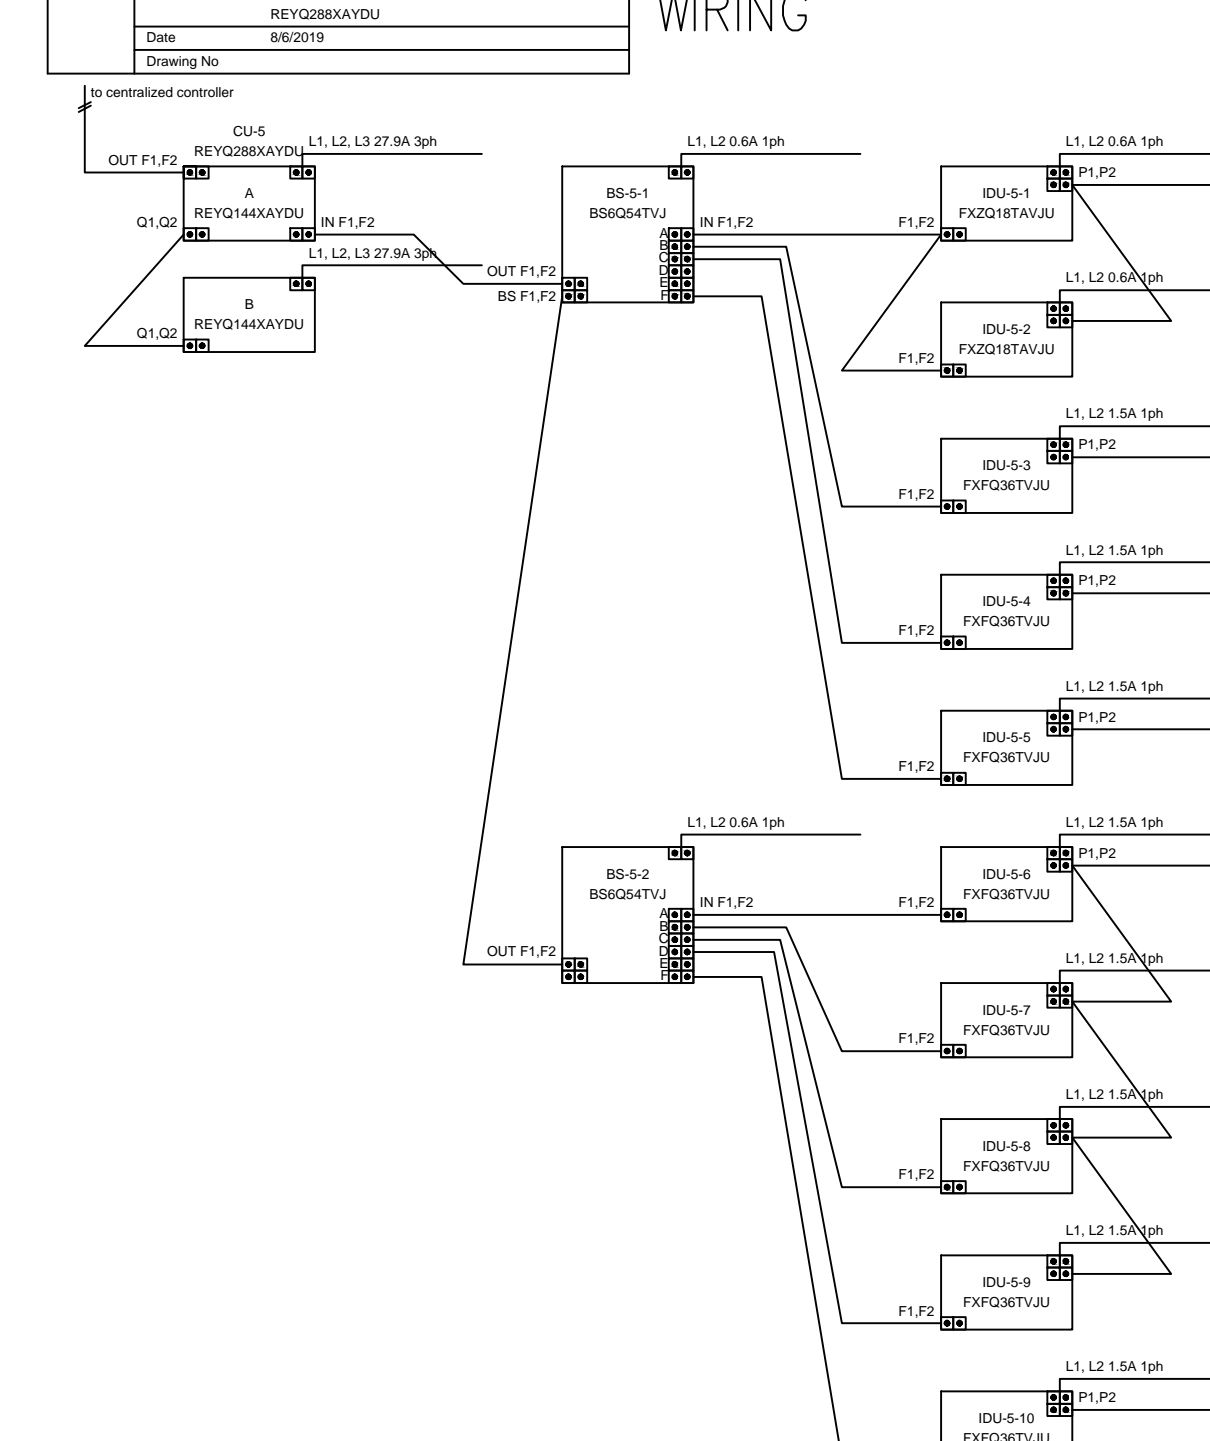 REYQ288XAYDU
WIRING
Date 8/6/2019
Drawing No
to centralized controller
CU-5
REYQ288XAYDU
L1, L2, L3 27.9A 3ph
OUT F1,F2
A
REYQ144XAYDU
Q1,Q2
IN F1,F2
L1, L2, L3 27.9A 3ph
B
REYQ144XAYDU
Q1,Q2
L1, L2 0.6A 1ph
BS-5-1
BS6Q54TVJ
IN F1,F2
A
B
C
D
E
F
OUT F1,F2
BS F1,F2
L1, L2 0.6A 1ph
P1,P2
IDU-5-1
FXZQ18TAVJU
F1,F2
L1, L2 0.6A 1ph
IDU-5-2
FXZQ18TAVJU
F1,F2
L1, L2 1.5A 1ph
P1,P2
IDU-5-3
FXFQ36TVJU
F1,F2
L1, L2 1.5A 1ph
P1,P2
IDU-5-4
FXFQ36TVJU
F1,F2
L1, L2 1.5A 1ph
P1,P2
IDU-5-5
FXFQ36TVJU
F1,F2
L1, L2 0.6A 1ph
BS-5-2
BS6Q54TVJ
IN F1,F2
A
B
C
D
E
F
OUT F1,F2
L1, L2 1.5A 1ph
P1,P2
IDU-5-6
FXFQ36TVJU
F1,F2
L1, L2 1.5A 1ph
IDU-5-7
FXFQ36TVJU
F1,F2
L1, L2 1.5A 1ph
IDU-5-8
FXFQ36TVJU
F1,F2
L1, L2 1.5A 1ph
IDU-5-9
FXFQ36TVJU
F1,F2
L1, L2 1.5A 1ph
P1,P2
IDU-5-10
FXFQ36TVJU